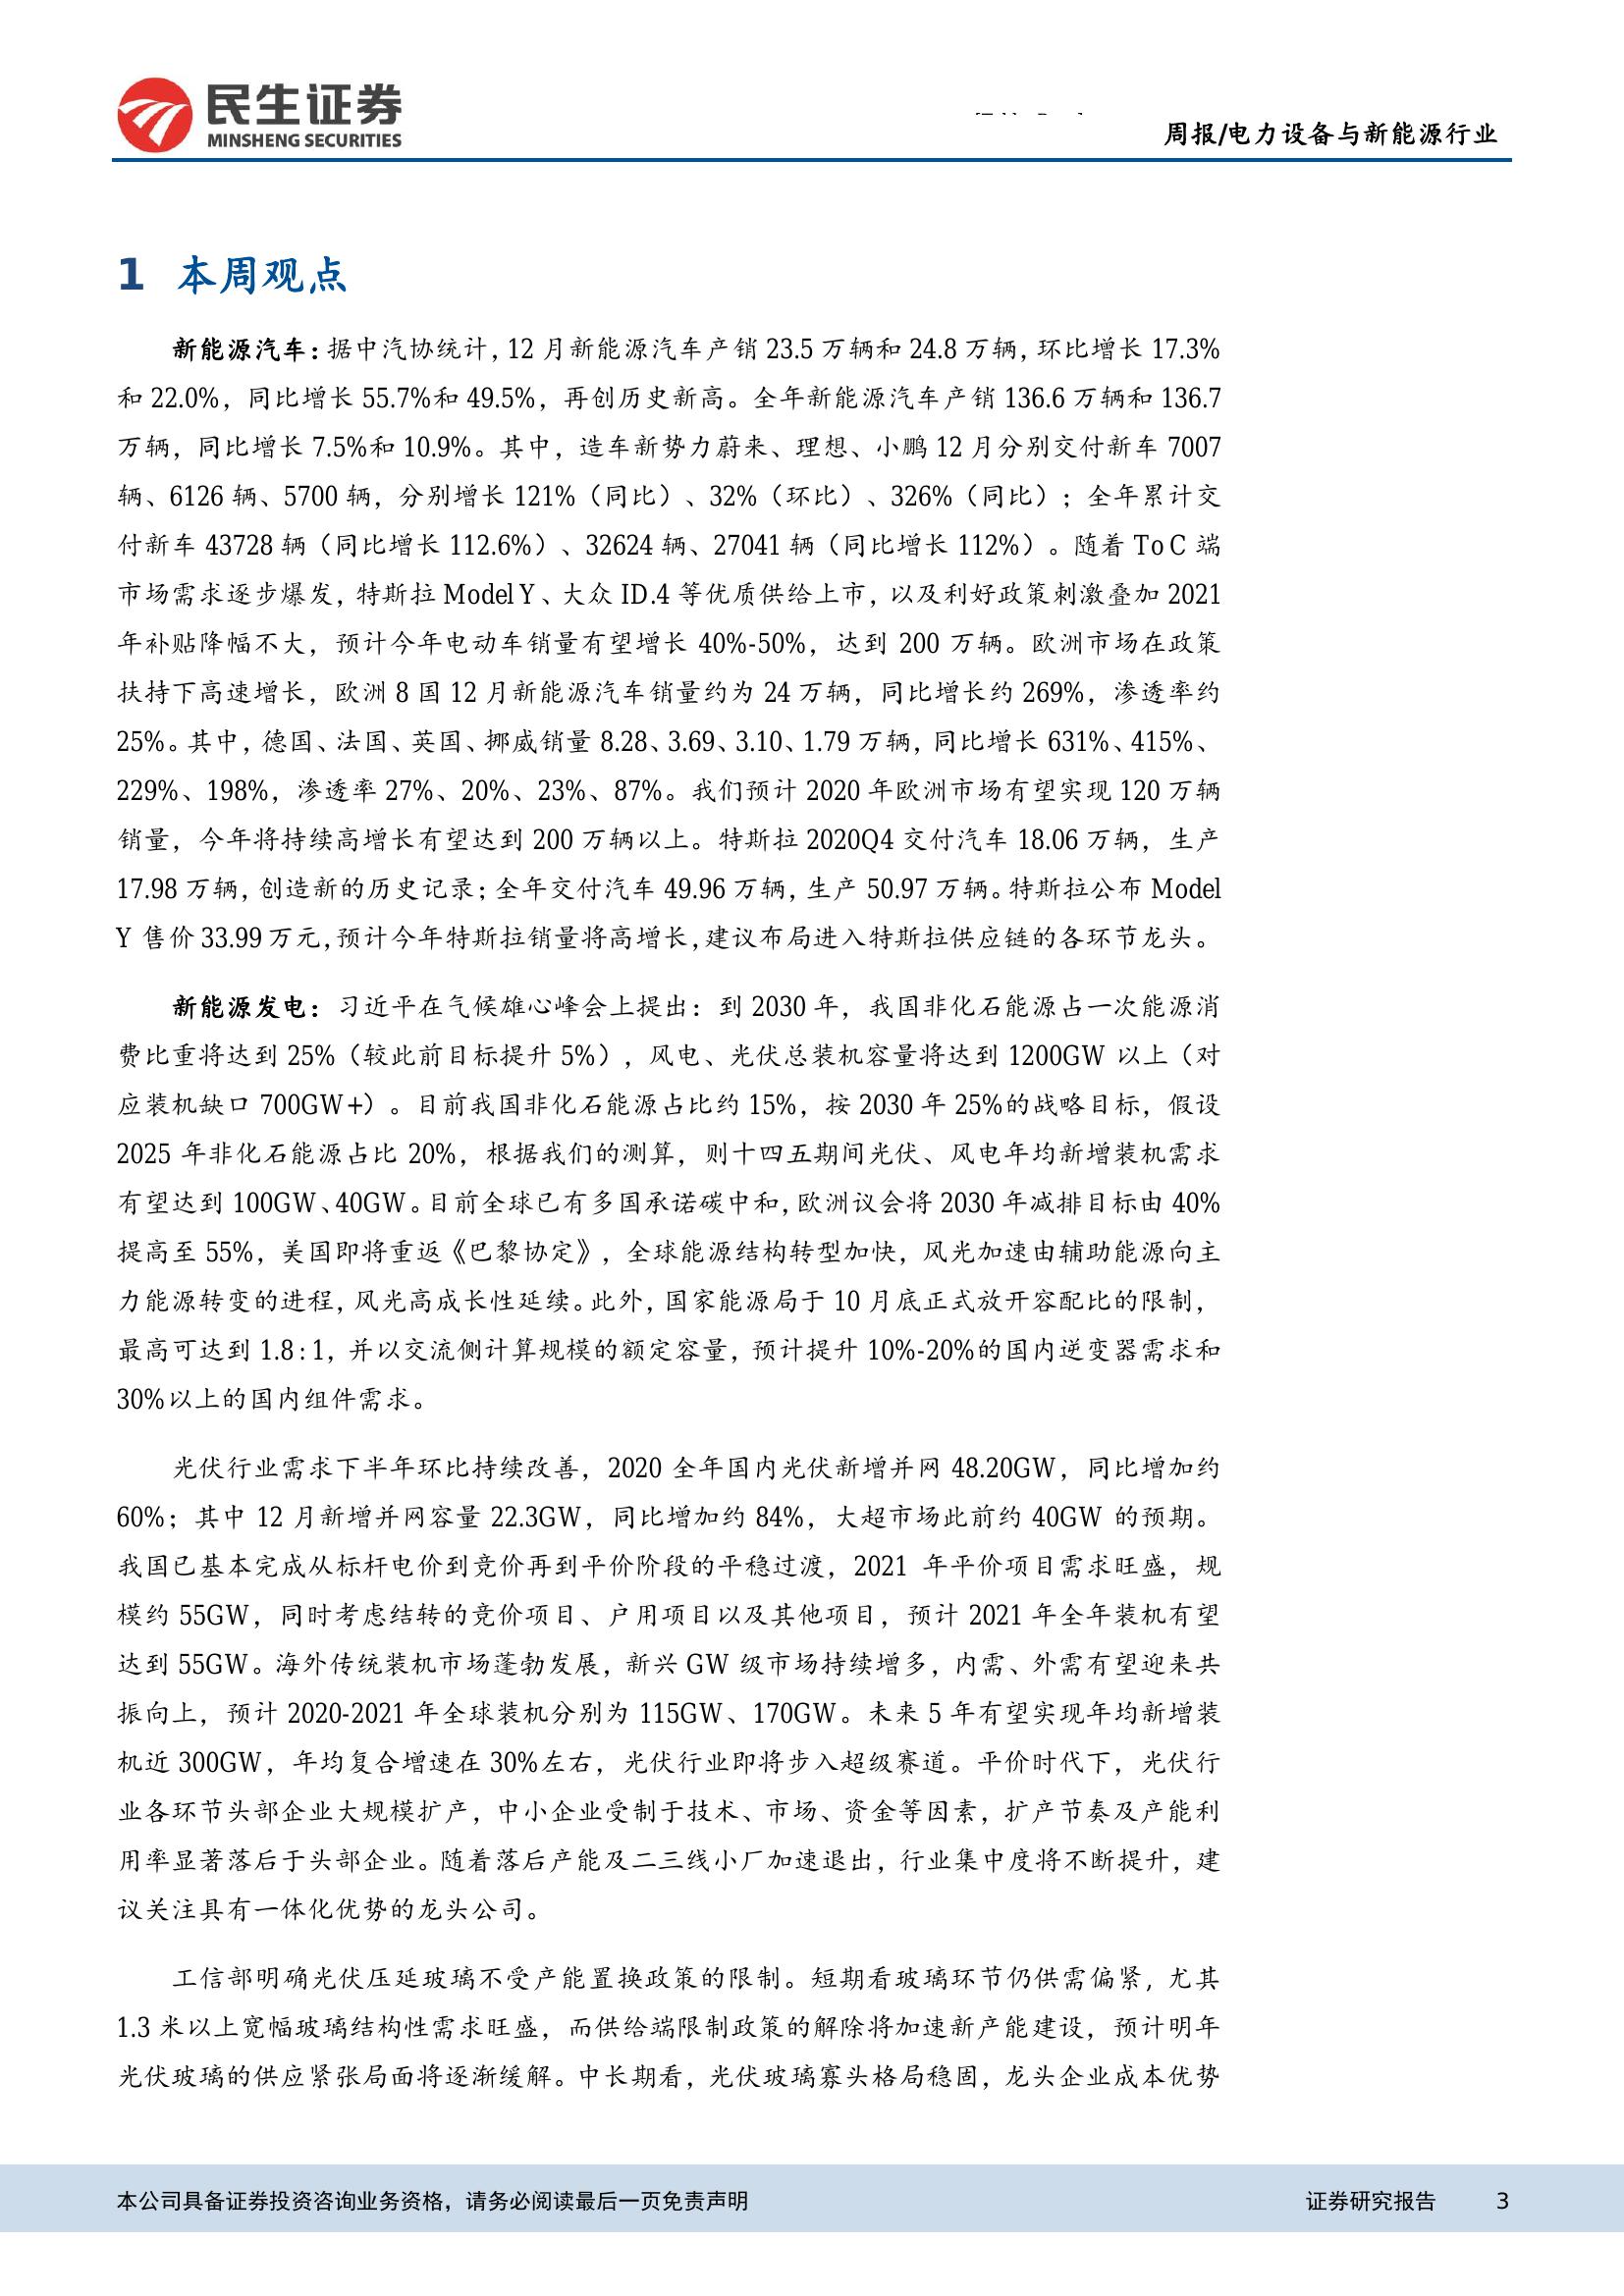 民生证券
MINSHENG SECURITIES
周报/电力设备与新能源行业
1 本周观点
新能源汽车：据中汽协统计，12 月新能源汽车产销 23.5 万辆和 24.8 万辆，环比增长 17.3%
和 22.0%，同比增长 55.7%和 49.5%，再创历史新高。全年新能源汽车产销 136.6 万辆和 136.7
万辆，同比增长 7.5%和 10.9%。其中，造车新势力蔚来、理想、小鹏 12 月分别交付新车 7007
辆、6126 辆、5700 辆，分别增长 121%（同比）、32%（环比）、326%（同比）；全年累计交
付新车 43728 辆（同比增长 112.6%）、32624 辆、27041 辆（同比增长 112%）。随着 To C 端
市场需求逐步爆发，特斯拉 Model Y、大众 ID.4 等优质供给上市，以及利好政策刺激叠加 2021
年补贴降幅不大，预计今年电动车销量有望增长 40%-50%，达到 200 万辆。欧洲市场在政策
扶持下高速增长，欧洲 8 国 12 月新能源汽车销量约为 24 万辆，同比增长约 269%，渗透率约
25%。其中，德国、法国、英国、挪威销量 8.28、3.69、3.10、1.79 万辆，同比增长 631%、415%、
229%、198%，渗透率 27%、20%、23%、87%。我们预计 2020 年欧洲市场有望实现 120 万辆
销量，今年将持续高增长有望达到 200 万辆以上。特斯拉 2020Q4 交付汽车 18.06 万辆，生产
17.98 万辆，创造新的历史记录；全年交付汽车 49.96 万辆，生产 50.97 万辆。特斯拉公布 Model
Y 售价 33.99 万元，预计今年特斯拉销量将高增长，建议布局进入特斯拉供应链的各环节龙头。
新能源发电：习近平在气候雄心峰会上提出：到 2030 年，我国非化石能源占一次能源消
费比重将达到 25%（较此前目标提升 5%），风电、光伏总装机容量将达到 1200GW 以上（对
应装机缺口 700GW+）。目前我国非化石能源占比约 15%，按 2030 年 25%的战略目标，假设
2025 年非化石能源占比 20%，根据我们的测算，则十四五期间光伏、风电年均新增装机需求
有望达到 100GW、40GW。目前全球已有多国承诺碳中和，欧洲议会将 2030 年减排目标由 40%
提高至 55%，美国即将重返《巴黎协定》，全球能源结构转型加快，风光加速由辅助能源向主
力能源转变的进程，风光高成长性延续。此外，国家能源局于 10 月底正式放开容配比的限制，
最高可达到 1.8：1，并以交流侧计算规模的额定容量，预计提升 10%-20%的国内逆变器需求和
30%以上的国内组件需求。
光伏行业需求下半年环比持续改善，2020 全年国内光伏新增并网 48.20GW，同比增加约
60%；其中 12 月新增并网容量 22.3GW，同比增加约 84%，大超市场此前约 40GW 的预期。
我国已基本完成从标杆电价到竞价再到平价阶段的平稳过渡，2021 年平价项目需求旺盛，规
模约 55GW，同时考虑结转的竞价项目、户用项目以及其他项目，预计 2021 年全年装机有望
达到 55GW。海外传统装机市场蓬勃发展，新兴 GW 级市场持续增多，内需、外需有望迎来共
振向上，预计 2020-2021 年全球装机分别为 115GW、170GW。未来 5 年有望实现年均新增装
机近 300GW，年均复合增速在 30%左右，光伏行业即将步入超级赛道。平价时代下，光伏行
业各环节头部企业大规模扩产，中小企业受制于技术、市场、资金等因素，扩产节奏及产能利
用率显著落后于头部企业。随着落后产能及二三线小厂加速退出，行业集中度将不断提升，建
议关注具有一体化优势的龙头公司。
工信部明确光伏压延玻璃不受产能置换政策的限制。短期看玻璃环节仍供需偏紧，尤其
1.3 米以上宽幅玻璃结构性需求旺盛，而供给端限制政策的解除将加速新产能建设，预计明年
光伏玻璃的供应紧张局面将逐渐缓解。中长期看，光伏玻璃寡头格局稳固，龙头企业成本优势
本公司具备证券投资咨询业务资格，请务必阅读最后一页免责声明
证券研究报告 3